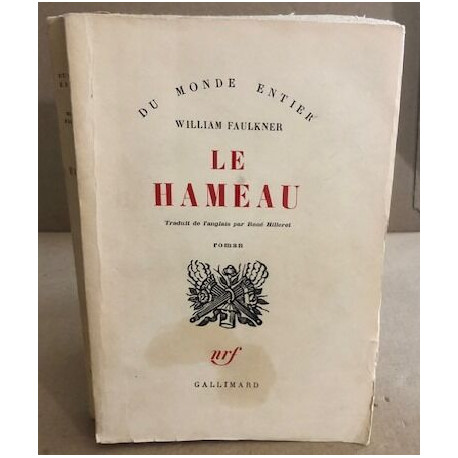 DU MONDE ENTIER
WILLIAM FAULKNER
LE
HAMEAU
Traduit de l'anglais par René Hilleret
roman
nrf
GALLIMARD